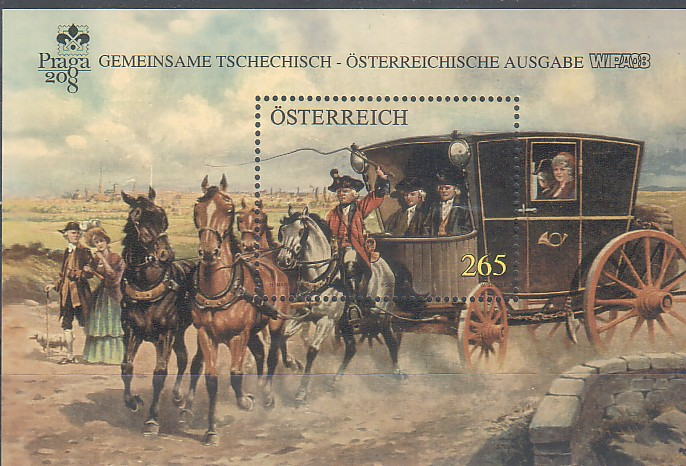 Praga
2008
GEMEINSAME TSCHECHISCH - ÖSTERREICHISCHE AUSGABE WIPA08
ÖSTERREICH
265